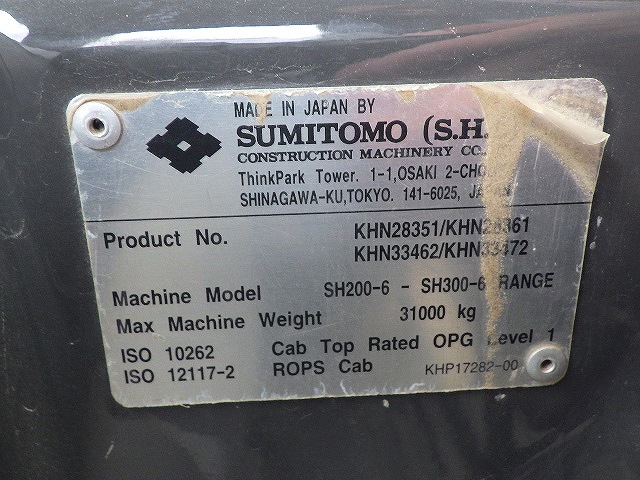 MADE IN JAPAN BY
SUMITOMO (S.H.
CONSTRUCTION MACHINERY CO.
ThinkPark Tower. 1-1,OSAKI 2-CHO
SHINAGAWA-KU,TOKYO. 141-6025, JAPAN
Product No. KHN28351/KHN28361
KHN33462/KHN33472
Machine Model SH200-6 - SH300-6 RANGE
Max Machine Weight 31000 kg
ISO 10262 Cab Top Rated OPG Level 1
ISO 12117-2 ROPS Cab KHP17282-00